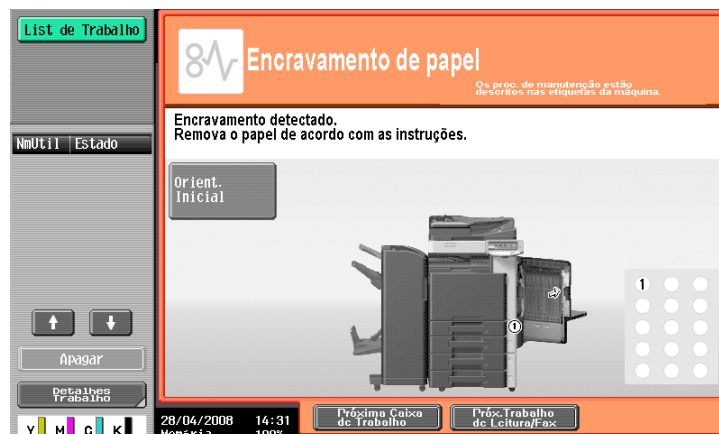 List de Trabalho
Encravamento de papel
Os proc. de manutenção estão
descritos nas etiquetas da máquina.
Encravamento detectado.
Remova o papel de acordo com as instruções.
NmUtil Estado
Orient.
Inicial
1
1
Apagar
Detalhes
Trabalho
Y M C K
28/04/2008 14:31
Memória 100%
Próxima Caixa
de Trabalho
Próx.Trabalho
de Leitura/Fax